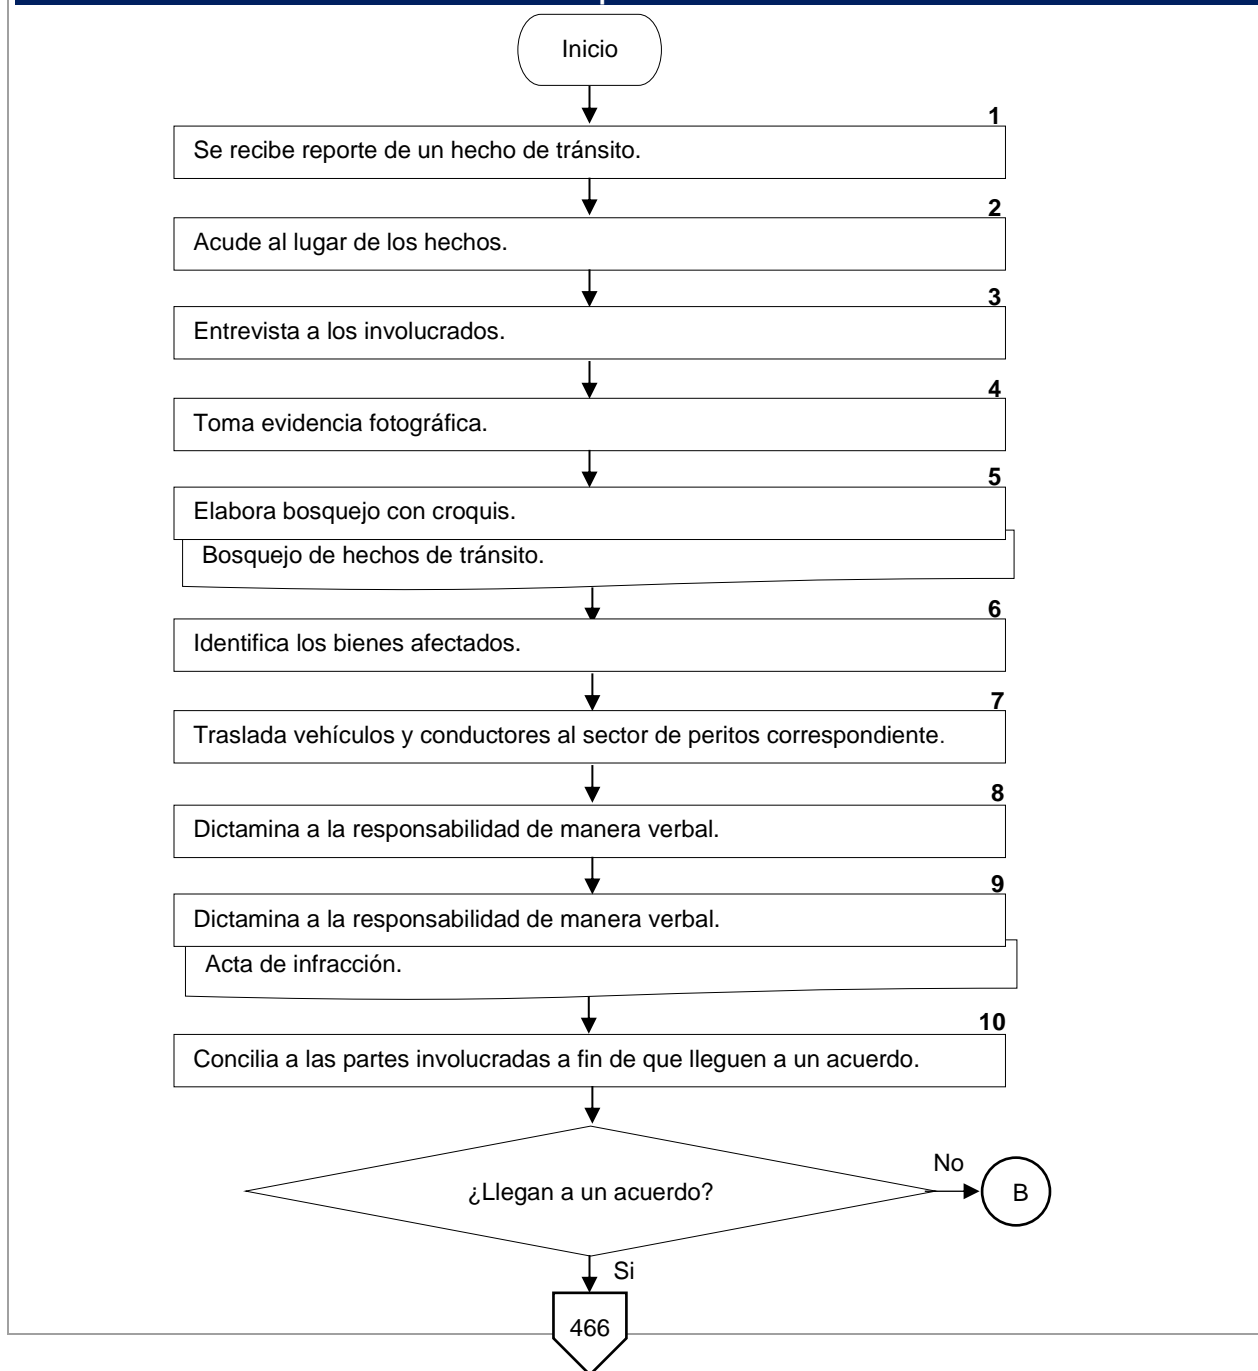 Inicio
1
Se recibe reporte de un hecho de tránsito.
2
Acude al lugar de los hechos.
3
Entrevista a los involucrados.
4
Toma evidencia fotográfica.
5
Elabora bosquejo con croquis.
Bosquejo de hechos de tránsito.
6
Identifica los bienes afectados.
7
Traslada vehículos y conductores al sector de peritos correspondiente.
8
Dictamina a la responsabilidad de manera verbal.
9
Dictamina a la responsabilidad de manera verbal.
Acta de infracción.
10
Concilia a las partes involucradas a fin de que lleguen a un acuerdo.
No
¿Llegan a un acuerdo?
B
Si
466